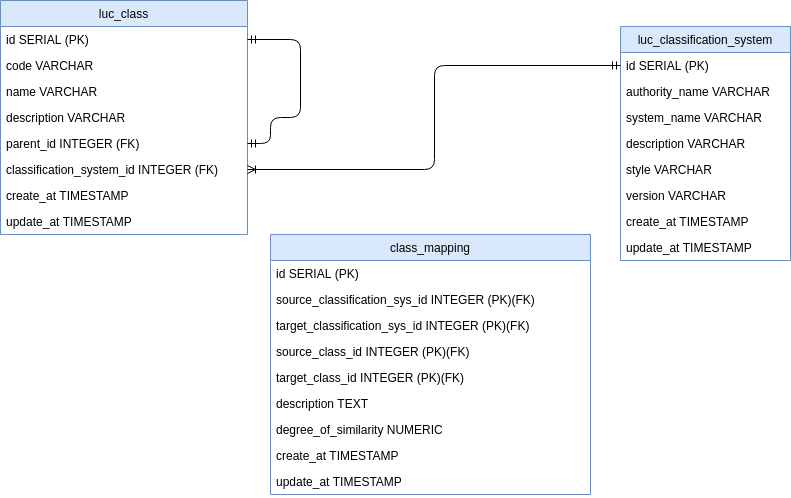 luc_class
id SERIAL (PK)
code VARCHAR
name VARCHAR
description VARCHAR
parent_id INTEGER (FK)
classification_system_id INTEGER (FK)
create_at TIMESTAMP
update_at TIMESTAMP
luc_classification_system
id SERIAL (PK)
authority_name VARCHAR
system_name VARCHAR
description VARCHAR
style VARCHAR
version VARCHAR
create_at TIMESTAMP
update_at TIMESTAMP
class_mapping
id SERIAL (PK)
source_classification_sys_id INTEGER (PK)(FK)
target_classification_sys_id INTEGER (PK)(FK)
source_class_id INTEGER (PK)(FK)
target_class_id INTEGER (PK)(FK)
description TEXT
degree_of_similarity NUMERIC
create_at TIMESTAMP
update_at TIMESTAMP